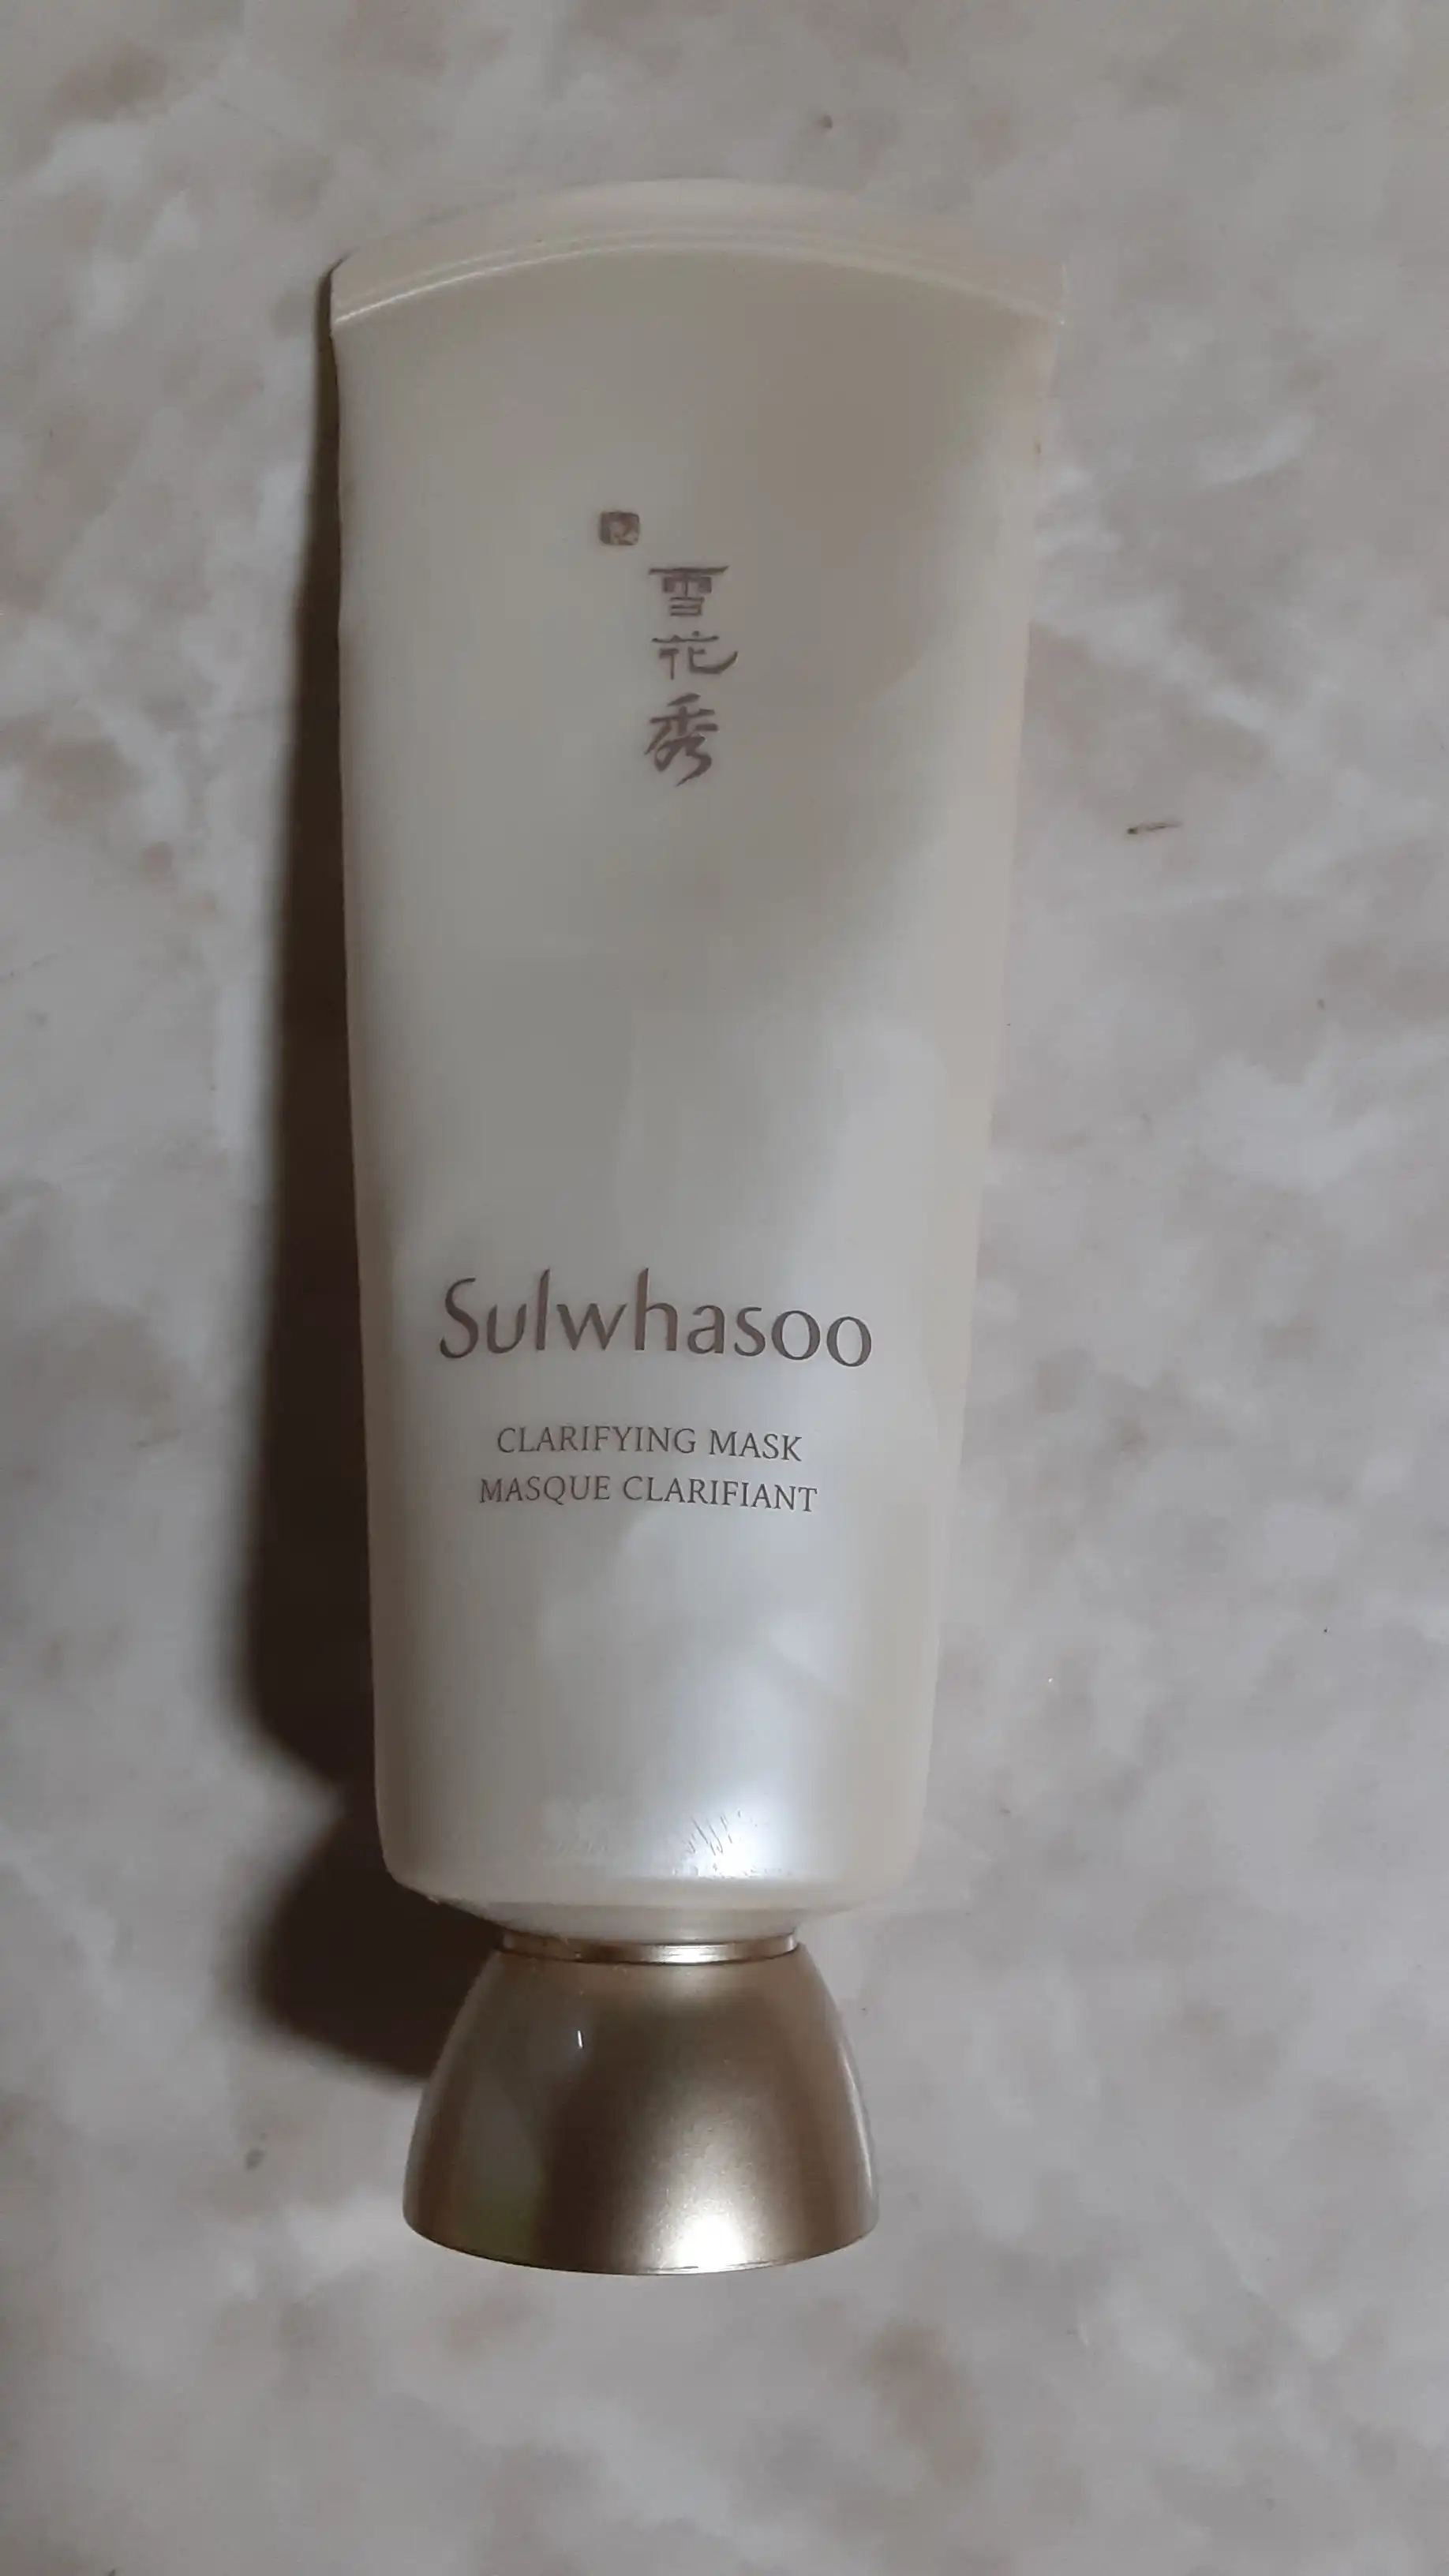 雪
花
秀
Sulwhasoo
CLARIFYING MASK
MASQUE CLARIFIANT